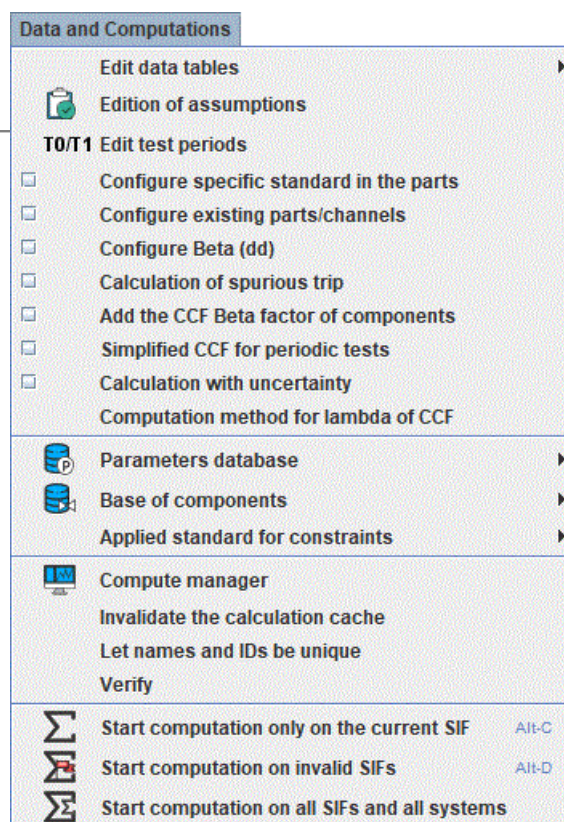 Data and Computations
Edit data tables
Edition of assumptions
T0/T1 Edit test periods
Configure specific standard in the parts
Configure existing parts/channels
Configure Beta (dd)
Calculation of spurious trip
Add the CCF Beta factor of components
Simplified CCF for periodic tests
Calculation with uncertainty
Computation method for lambda of CCF
P
Parameters database
Base of components
Applied standard for constraints
Compute manager
Invalidate the calculation cache
Let names and IDs be unique
Verify
Start computation only on the current SIF Alt-C
Start computation on invalid SIFs Alt-D
Start computation on all SIFs and all systems